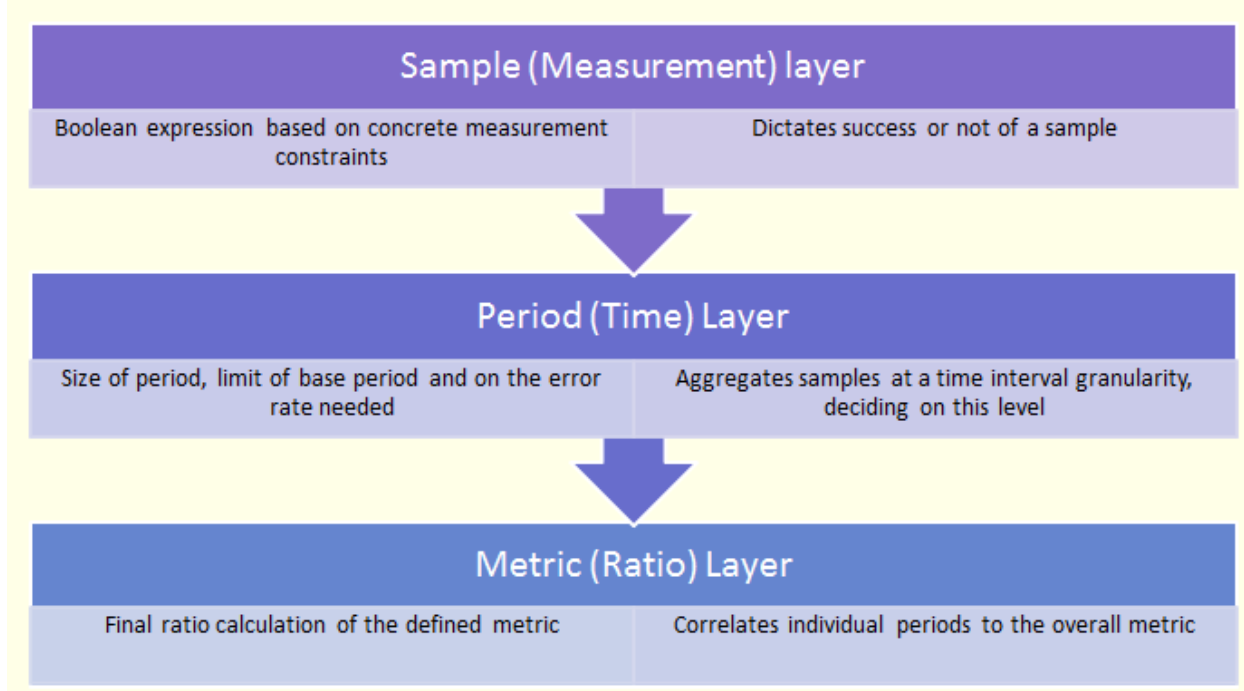 Sample (Measurement) layer
Boolean expression based on concrete measurement
constraints
Dictates success or not of a sample
Period (Time) Layer
Size of period, limit of base period and on the error
rate needed
Aggregates samples at a time interval granularity,
deciding on this level
Metric (Ratio) Layer
Final ratio calculation of the defined metric
Correlates individual periods to the overall metric